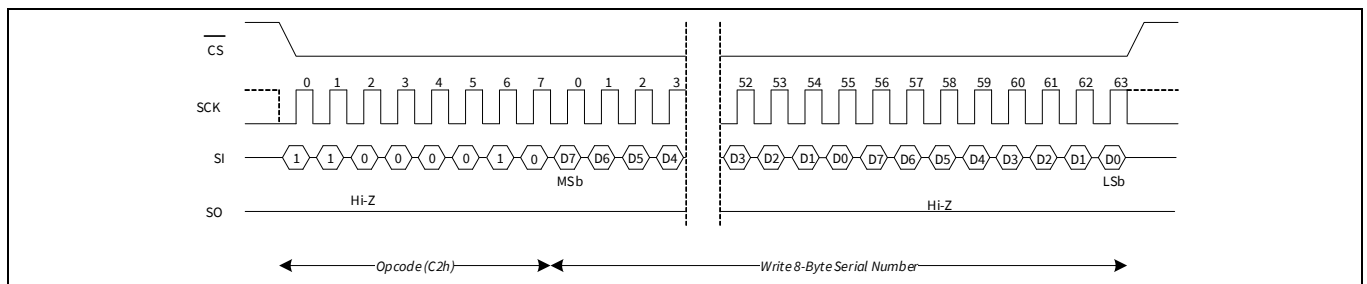 CS
0 1 2 3 4 5 6 7 0 1 2 3 52 53 54 55 56 57 58 59 60 61 62 63
SCK
SI 1 1 0 0 0 0 1 0 D7 D6 D5 D4 D3 D2 D1 D0 D7 D6 D5 D4 D3 D2 D1 D0
MSb LSb
Hi-Z Hi-Z
SO
Opcode (C2h) Write 8-Byte Serial Number